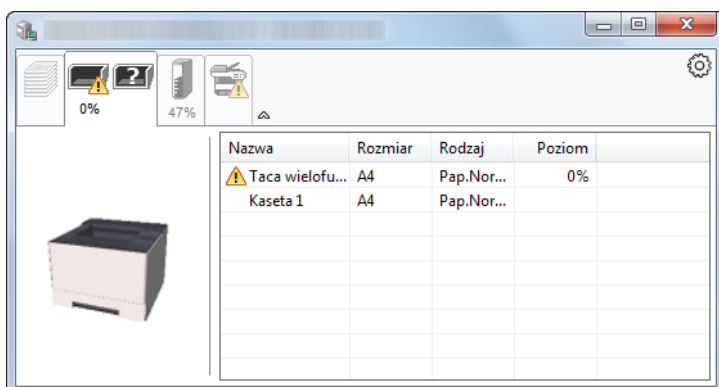 0%
47%
Nazwa Rozmiar Rodzaj Poziom
Taca wielofu... A4 Pap.Nor... 0%
Kaseta 1 A4 Pap.Nor...